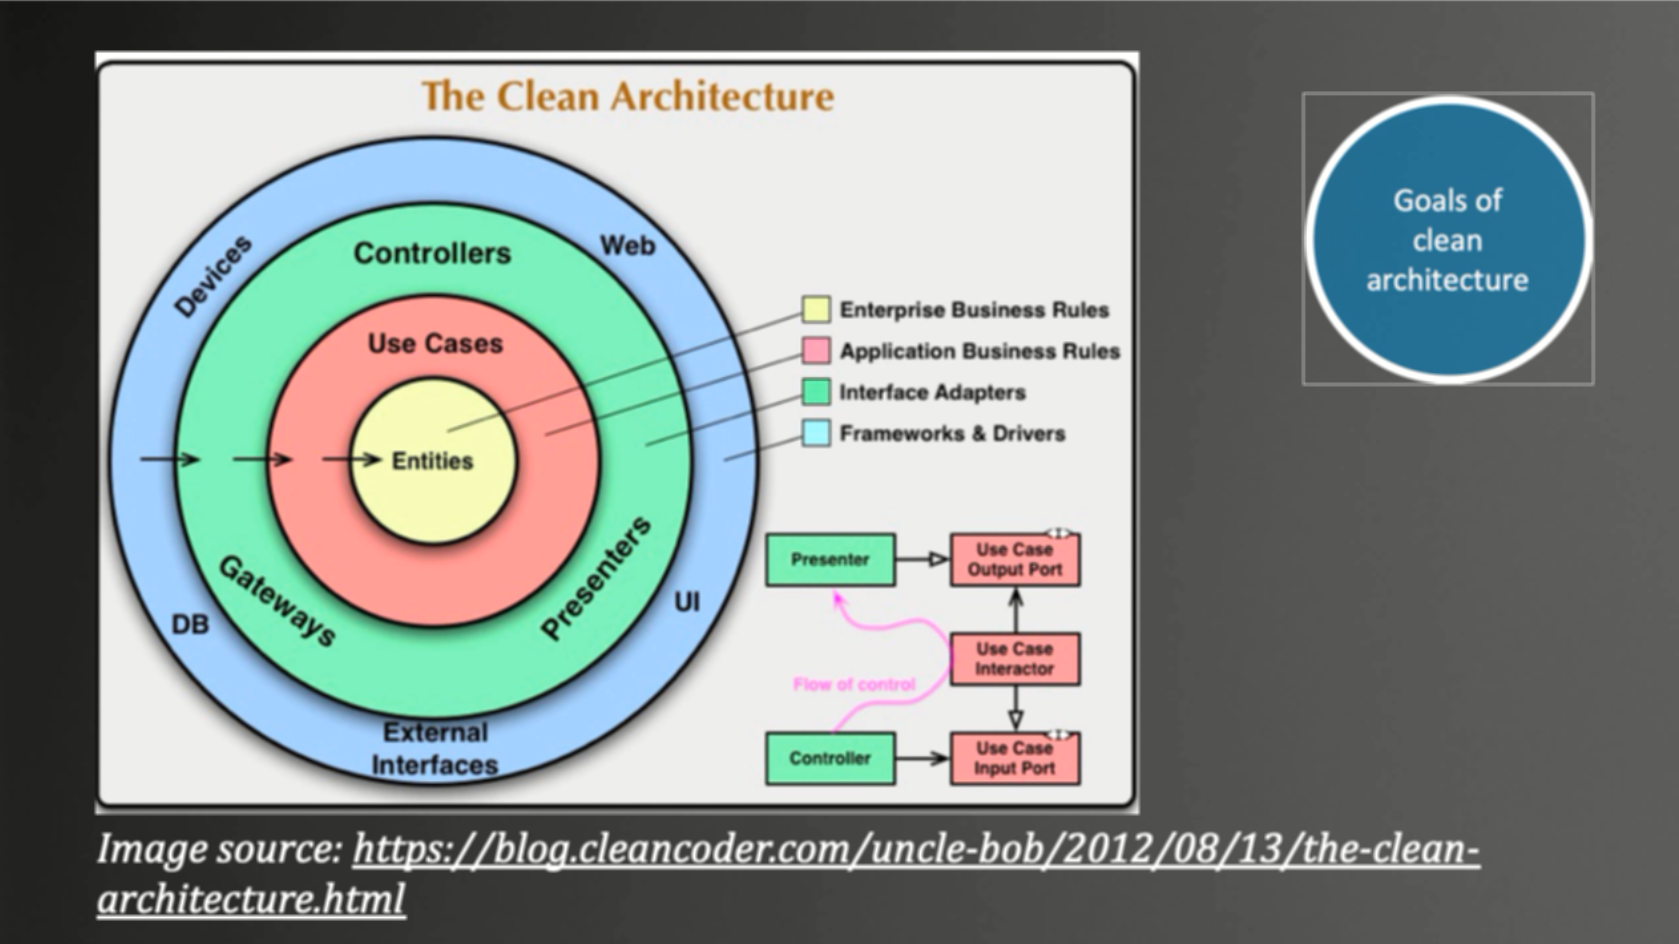 The Clean Architecture
Devices
Web
Controllers
Use Cases
Entities
Gateways
Presenters
DB
UI
External
Interfaces
Enterprise Business Rules
Application Business Rules
Interface Adapters
Frameworks & Drivers
Presenter
Use Case
Output Port
Use Case
Interactor
Flow of control
Controller
Use Case
Input Port
Goals of
clean
architecture
Image source: https://blog.cleancoder.com/uncle-bob/2012/08/13/the-clean-
architecture.html